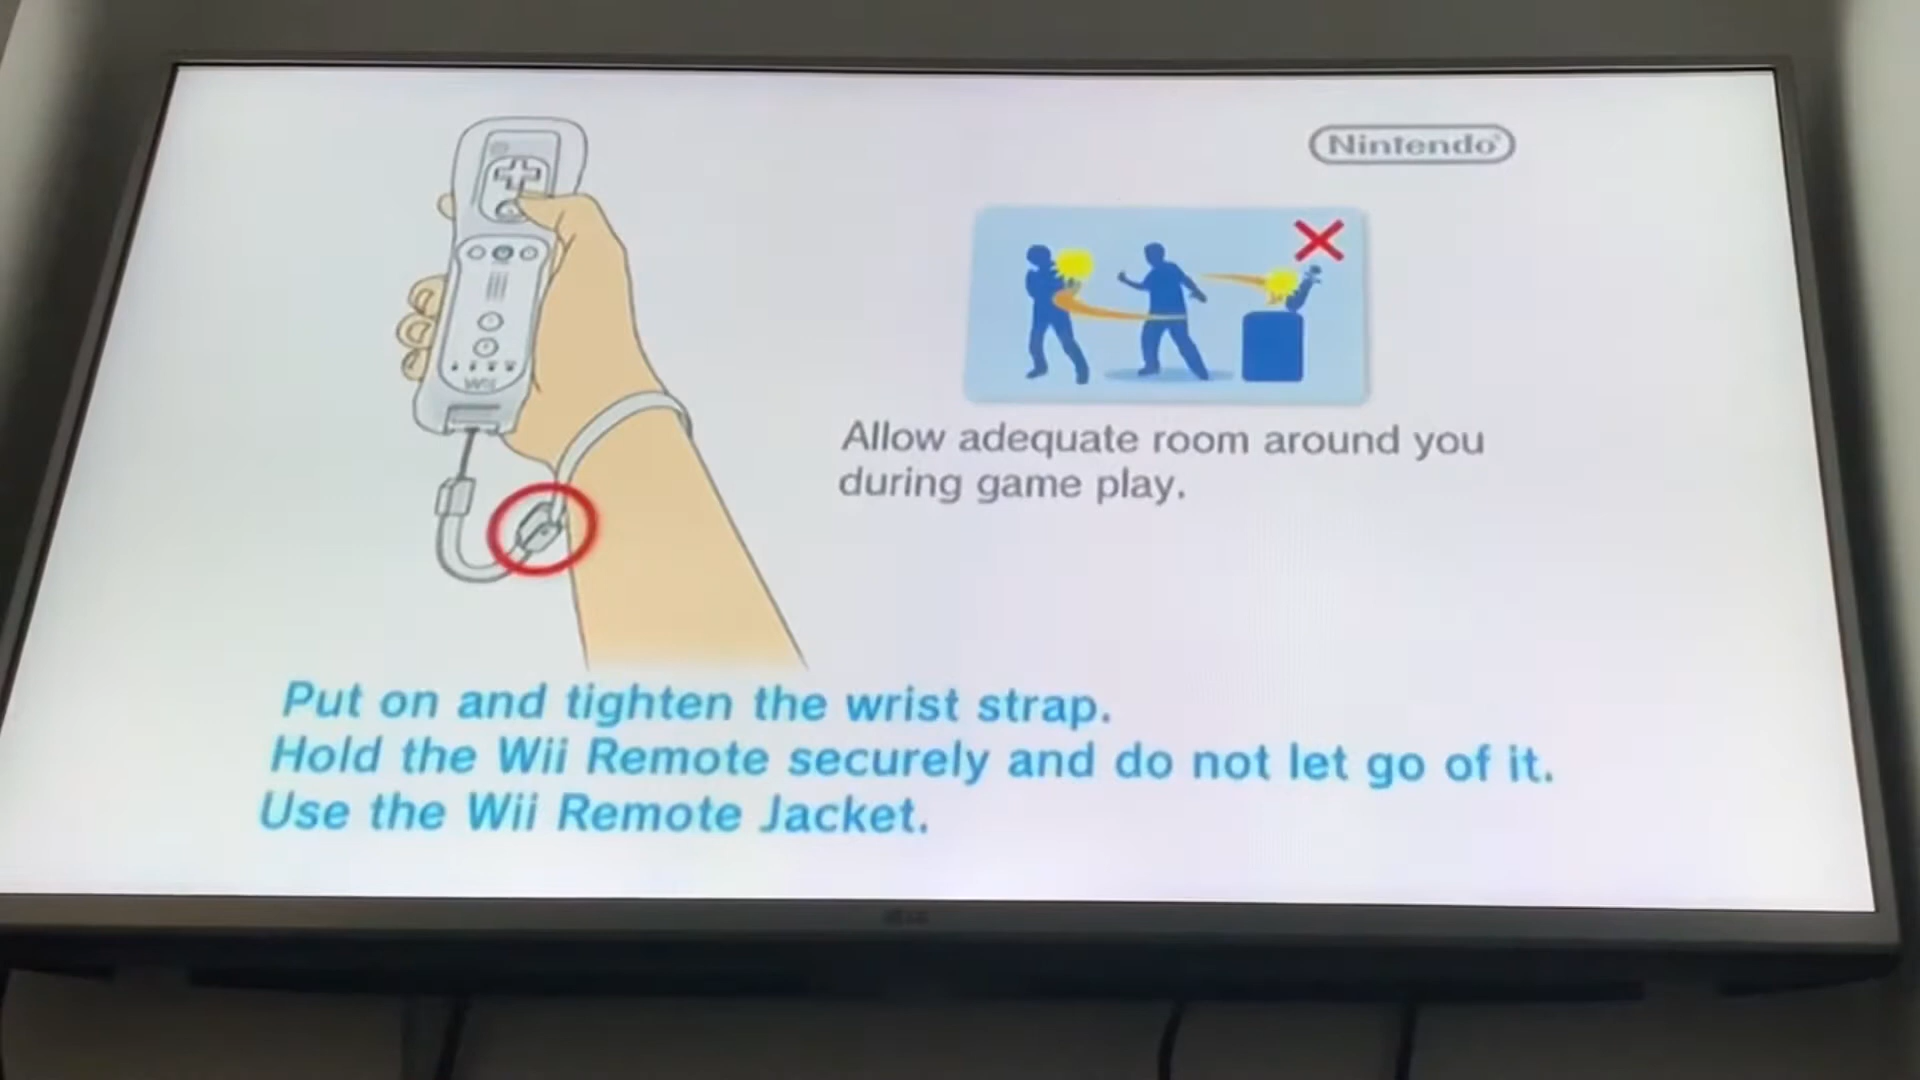 Nintendo®
Wii
Allow adequate room around you
during game play.
Put on and tighten the wrist strap.
Hold the Wii Remote securely and do not let go of it.
Use the Wii Remote Jacket.